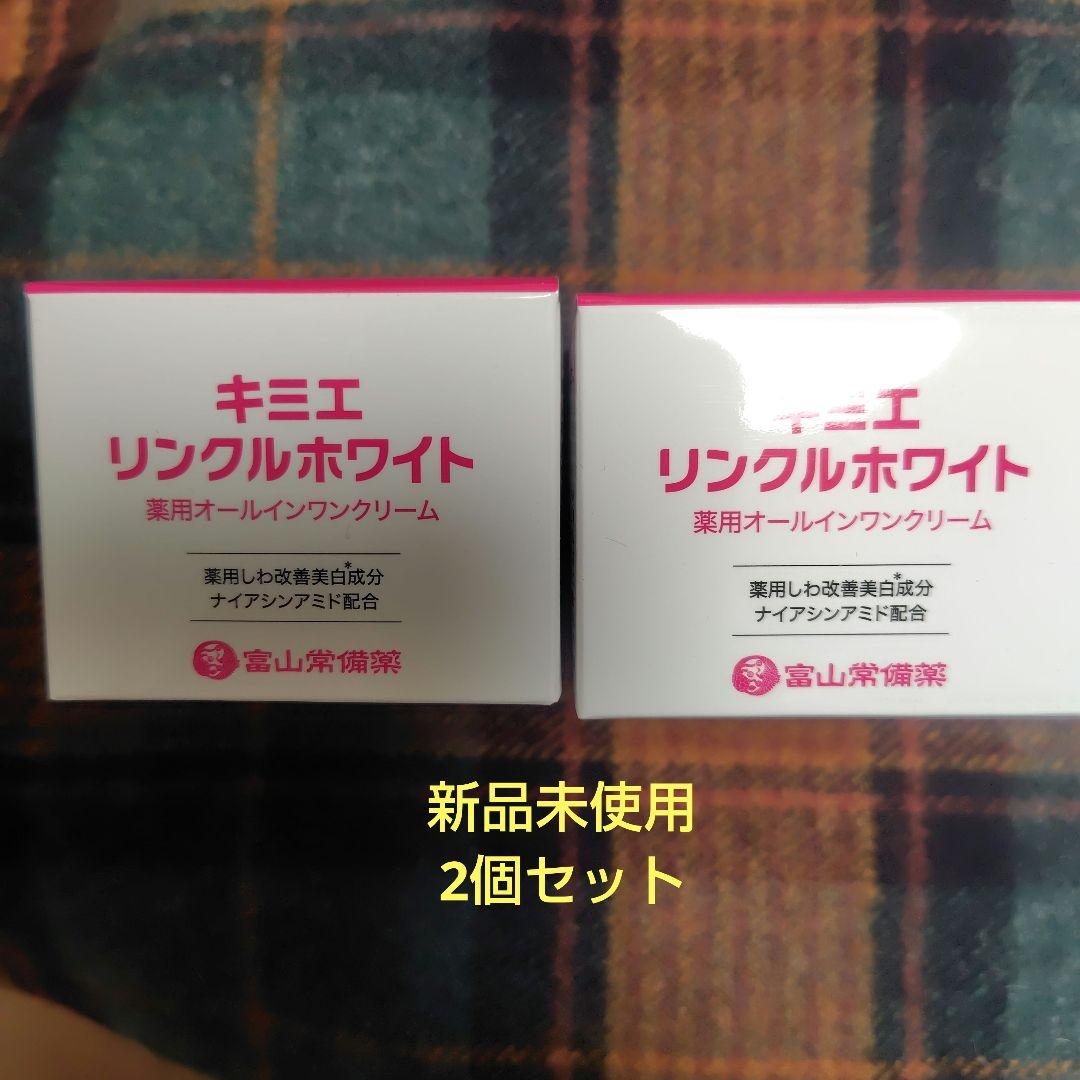 キミエ
リンクルホワイト
薬用オールインワンクリーム
薬用しわ改善美白*成分
ナイアシンアミド配合
富山常備薬
キミエ
リンクルホワイト
薬用オールインワンクリーム
薬用しわ改善美白*成分
ナイアシンアミド配合
富山常備薬
新品未使用
2個セット